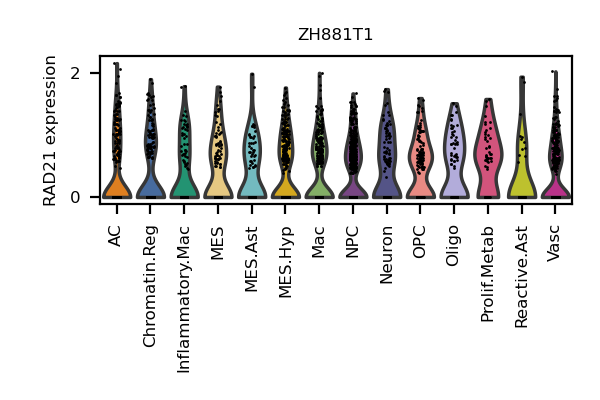 ZH881T1
RAD21 expression
2
0
AC
Chromatin.Reg
Inflammatory.Mac
MES
MES.Ast
MES.Hyp
Mac
NPC
Neuron
OPC
Oligo
Prolif.Metab
Reactive.Ast
Vasc